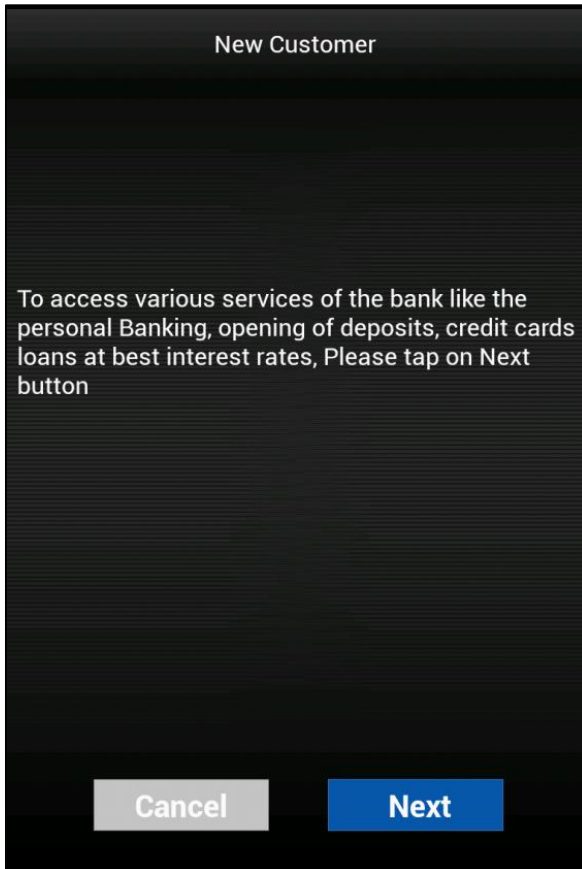 New Customer
To access various services of the bank like the
personal Banking, opening of deposits, credit cards
loans at best interest rates, Please tap on Next
button
Cancel
Next